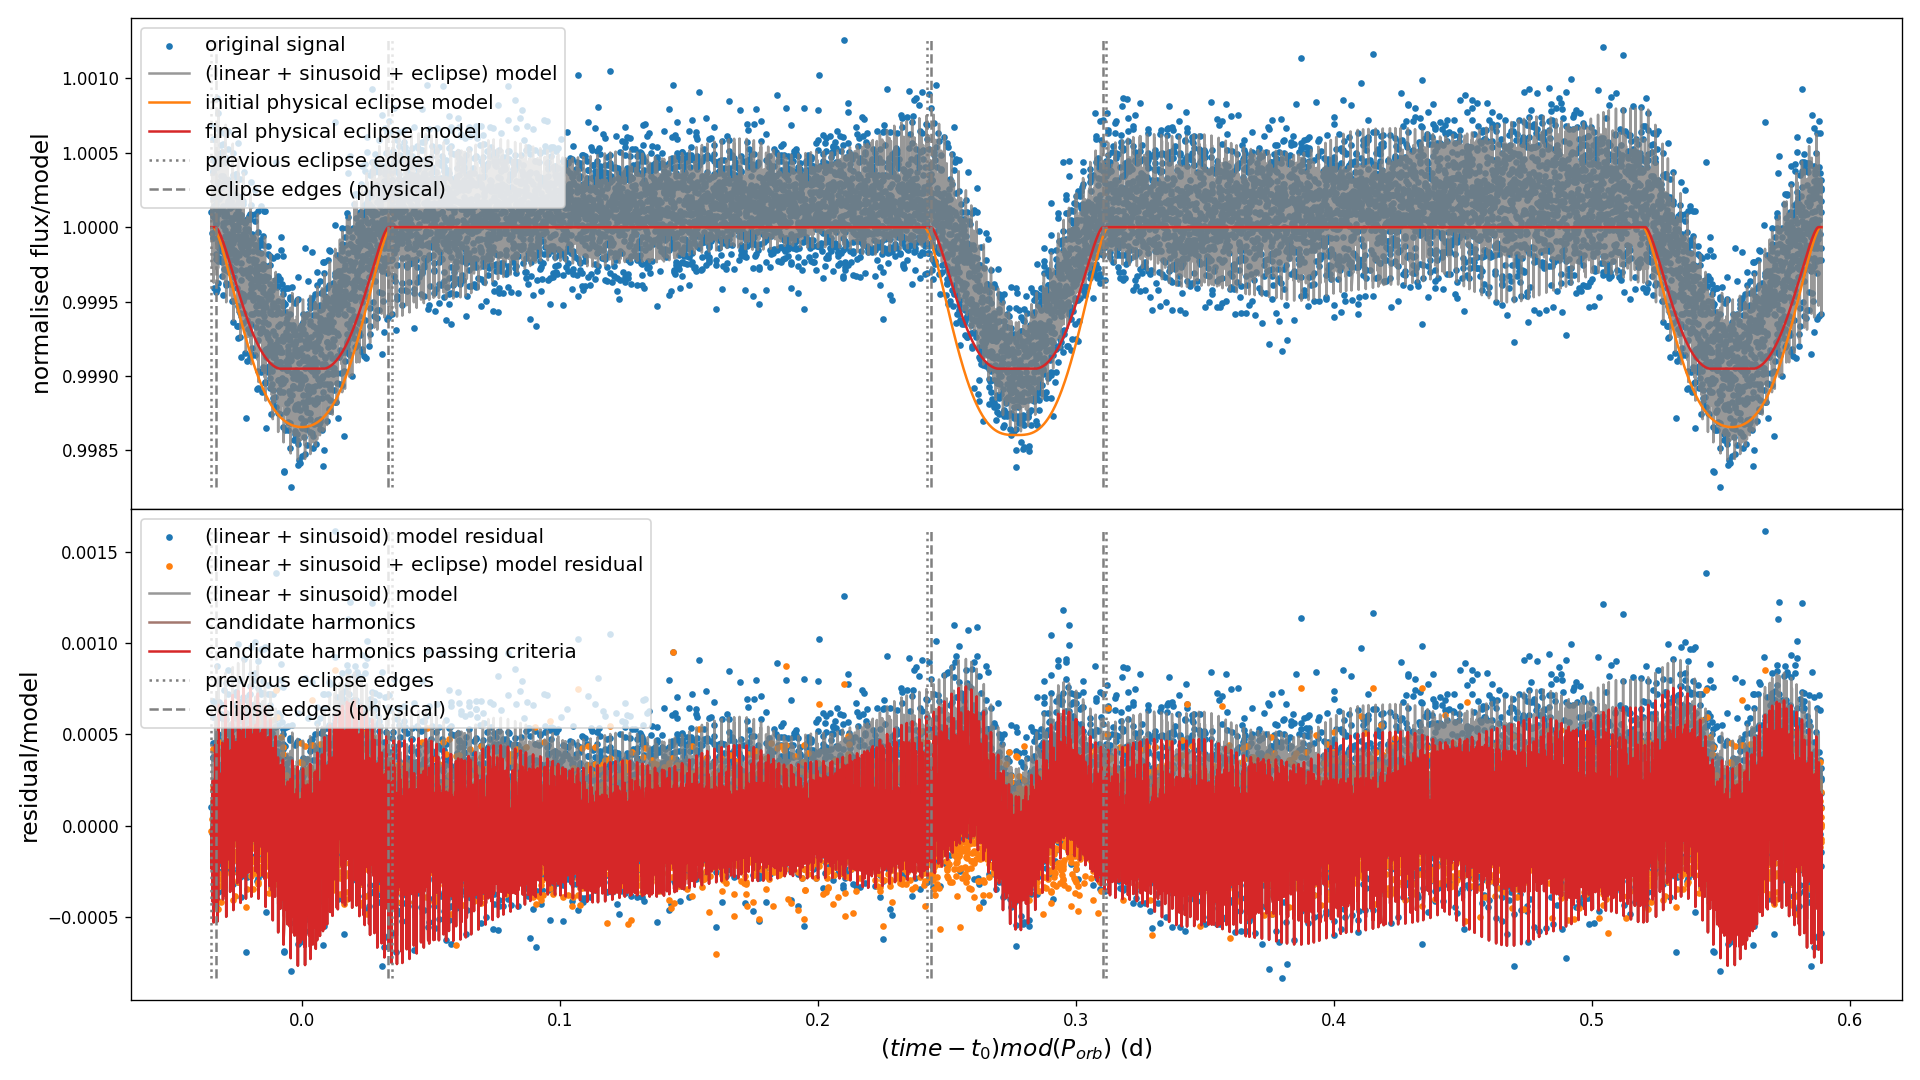 original signal
(linear + sinusoid + eclipse) model
initial physical eclipse model
final physical eclipse model
previous eclipse edges
eclipse edges (physical)
normalised flux/model
1.0010
1.0005
1.0000
0.9995
0.9990
0.9985
(linear + sinusoid) model residual
(linear + sinusoid + eclipse) model residual
(linear + sinusoid) model
candidate harmonics
candidate harmonics passing criteria
previous eclipse edges
eclipse edges (physical)
residual/model
0.0015
0.0010
0.0005
0.0000
−0.0005
0.0 0.1 0.2 0.3 0.4 0.5 0.6
(time − t₀)mod(P_orb) (d)